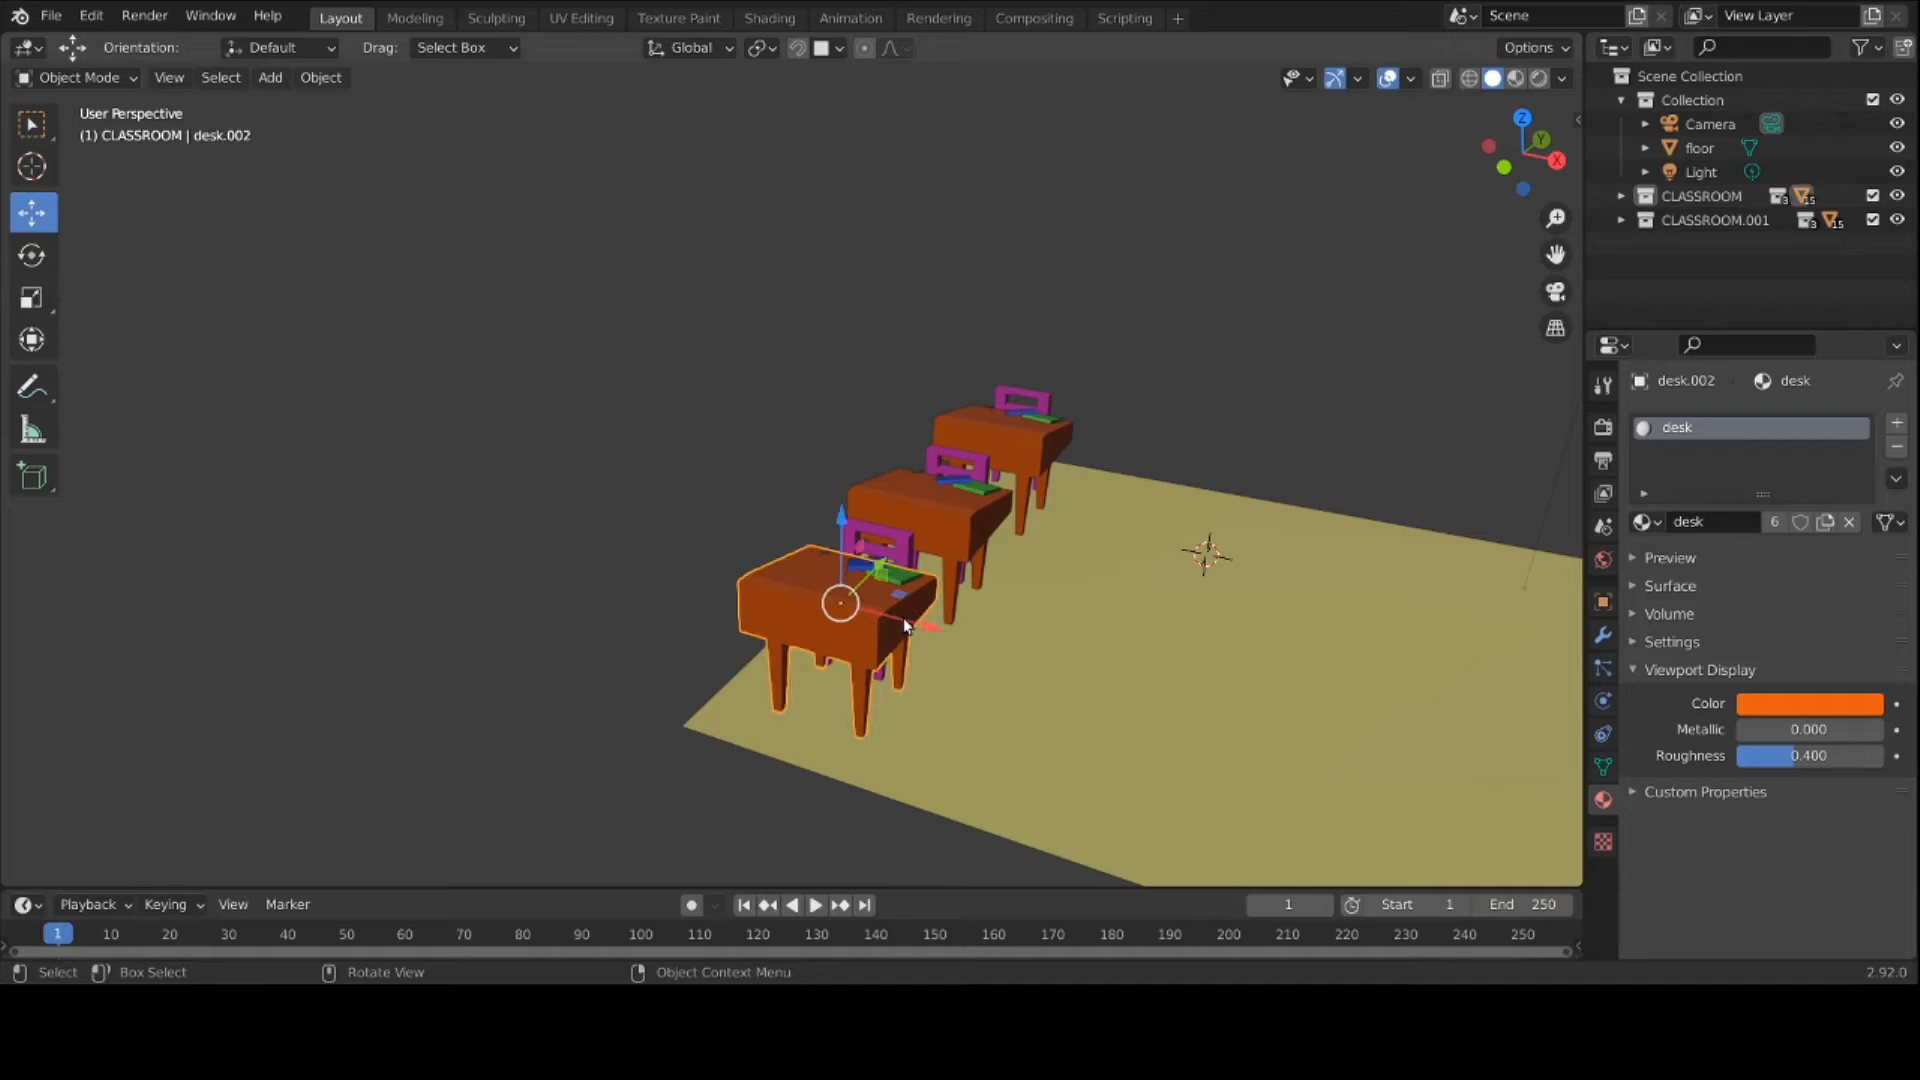 File Edit Render Window Help Layout Modeling Sculpting UV Editing Texture Paint Shading Animation Rendering Compositing Scripting + Scene View Layer
Orientation: Default Drag: Select Box Global Options
Object Mode View Select Add Object
User Perspective
(1) CLASSROOM | desk.002
Z
Y
X
Scene Collection
Collection
Camera
floor
Light
CLASSROOM 3 15
CLASSROOM.001 3 15
desk.002 desk
desk
desk 6
Preview
Surface
Volume
Settings
Viewport Display
Color
Metallic 0.000
Roughness 0.400
Custom Properties
Playback Keying View Marker 1 Start 1 End 250
1 10 20 30 40 50 60 70 80 90 100 110 120 130 140 150 160 170 180 190 200 210 220 230 240 250
Select Box Select Rotate View Object Context Menu 2.92.0